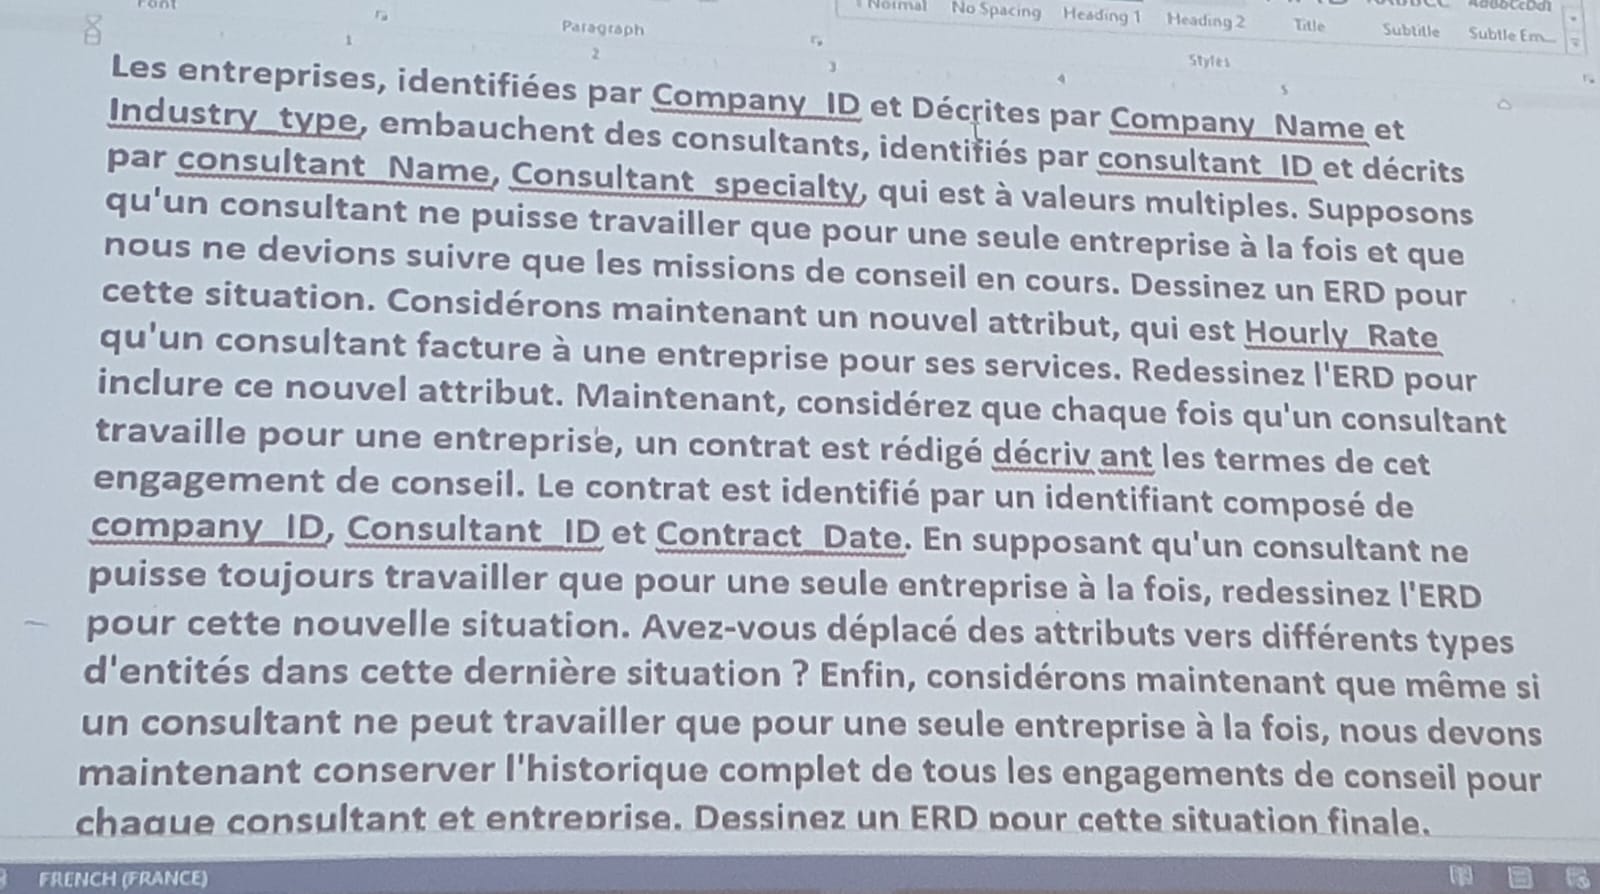 Font
Paragraph
Normal No Spacing Heading 1 Heading 2 Title Subtitle Subtle Em...
Styles
1 2 3 4 5
Les entreprises, identifiées par Company_ID et Décrites par Company_Name et
Industry_type, embauchent des consultants, identifiés par consultant_ID et décrits
par consultant_Name, Consultant_specialty, qui est à valeurs multiples. Supposons
qu'un consultant ne puisse travailler que pour une seule entreprise à la fois et que
nous ne devions suivre que les missions de conseil en cours. Dessinez un ERD pour
cette situation. Considérons maintenant un nouvel attribut, qui est Hourly_Rate
qu'un consultant facture à une entreprise pour ses services. Redessinez l'ERD pour
inclure ce nouvel attribut. Maintenant, considérez que chaque fois qu'un consultant
travaille pour une entreprise, un contrat est rédigé décriv ant les termes de cet
engagement de conseil. Le contrat est identifié par un identifiant composé de
company_ID, Consultant_ID et Contract_Date. En supposant qu'un consultant ne
puisse toujours travailler que pour une seule entreprise à la fois, redessinez l'ERD
pour cette nouvelle situation. Avez-vous déplacé des attributs vers différents types
d'entités dans cette dernière situation ? Enfin, considérons maintenant que même si
un consultant ne peut travailler que pour une seule entreprise à la fois, nous devons
maintenant conserver l'historique complet de tous les engagements de conseil pour
chaque consultant et entreprise. Dessinez un ERD pour cette situation finale.
FRENCH (FRANCE)